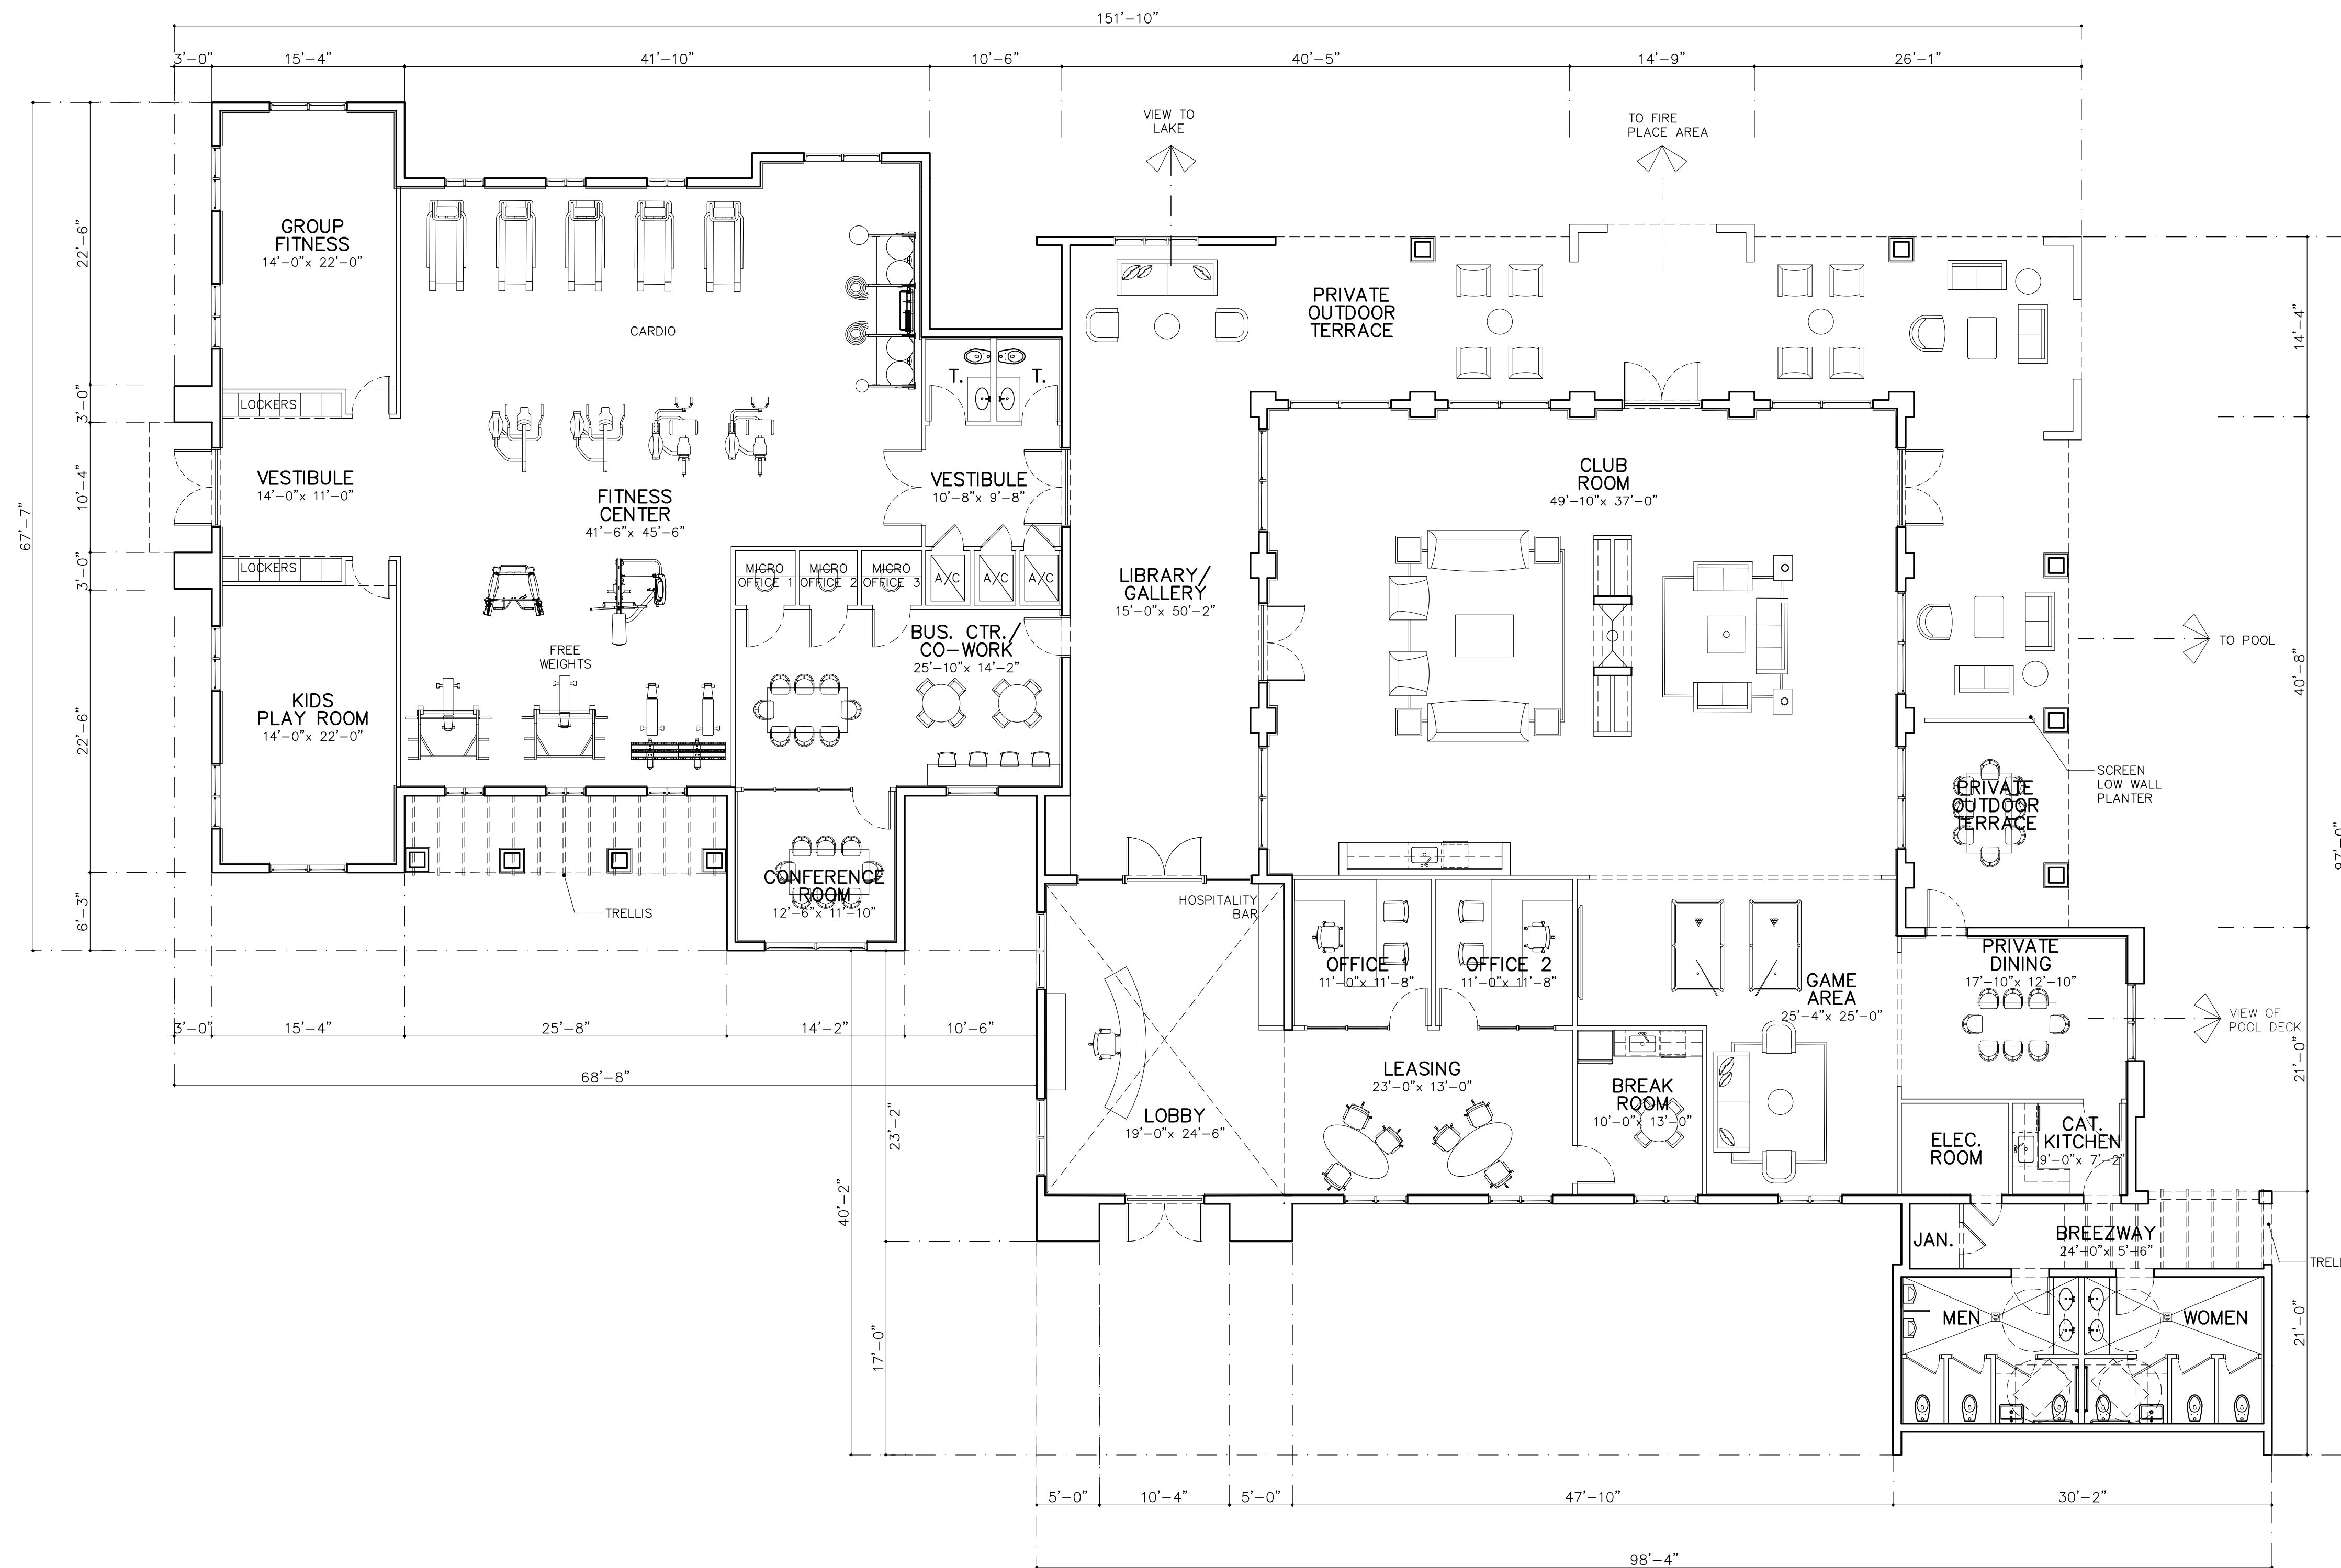 151'-10"
3'-0"
15'-4"
41'-10"
10'-6"
40'-5"
14'-9"
26'-1"
VIEW TO
LAKE
TO FIRE
PLACE AREA
67'-7"
22'-6"
3'-0"
10'-4"
3'-0"
22'-6"
6'-3"
GROUP
FITNESS
14'-0"x 22'-0"
LOCKERS
VESTIBULE
14'-0"x 11'-0"
LOCKERS
KIDS
PLAY ROOM
14'-0"x 22'-0"
CARDIO
FITNESS
CENTER
41'-6"x 45'-6"
FREE
WEIGHTS
TRELLIS
T.
T.
VESTIBULE
10'-8"x 9'-8"
MICRO
OFFICE 1
MICRO
OFFICE 2
MICRO
OFFICE 3
A/C
A/C
A/C
BUS. CTR./
CO-WORK
25'-10"x 14'-2"
CONFERENCE
ROOM
12'-6"x 11'-10"
LIBRARY/
GALLERY
15'-0"x 50'-2"
PRIVATE
OUTDOOR
TERRACE
CLUB
ROOM
49'-10"x 37'-0"
14'-4"
40'-8"
TO POOL
SCREEN
LOW WALL
PLANTER
PRIVATE
OUTDOOR
TERRACE
97'-0"
HOSPITALITY
BAR
OFFICE 1
11'-0"x 11'-8"
OFFICE 2
11'-0"x 11'-8"
GAME
AREA
25'-4"x 25'-0"
PRIVATE
DINING
17'-10"x 12'-10"
VIEW OF
POOL DECK
21'-0"
LOBBY
19'-0"x 24'-6"
LEASING
23'-0"x 13'-0"
BREAK
ROOM
10'-0"x 13'-0"
ELEC.
ROOM
CAT.
KITCHEN
9'-0"x 7'-2"
JAN.
BREEZWAY
24'-0"x 5'-6"
TRELL
MEN
WOMEN
21'-0"
3'-0"
15'-4"
25'-8"
14'-2"
10'-6"
68'-8"
23'-2"
40'-2"
17'-0"
5'-0"
10'-4"
5'-0"
47'-10"
30'-2"
98'-4"